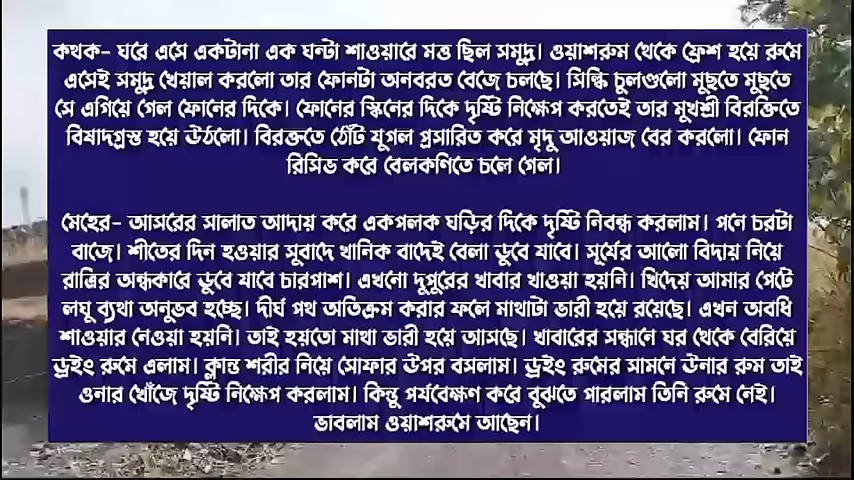 কথক- ঘরে এসে একটানা এক ঘন্টা শাওয়ারে মত্ত ছিল সমুদ্র। ওয়াশরুম থেকে ফ্রেশ হয়ে রুমে
এসেই সমুদ্র খেয়াল করলো তার ফোনটা অনবরত বেজে চলছে। সিল্কি চুলগুলো মুছতে মুছতে
সে এগিয়ে গেল ফোনের দিকে। ফোনের স্কিনের দিকে দৃষ্টি নিক্ষেপ করতেই তার মুখশ্রী বিরক্তিতে
বিষাদগ্রস্ত হয়ে উঠলো। বিরক্ততে ঠোঁট যুগল প্রসারিত করে মৃদু আওয়াজ বের করলো। ফোন
রিসিভ করে বেলকণিতে চলে গেল।
মেহের- আসরের সালাত আদায় করে একপলক ঘড়ির দিকে দৃষ্টি নিবন্ধ করলাম। পনে চরটা
বাজে। শীতের দিন হওয়ার সুবাদে খানিক বাদেই বেলা ডুবে যাবে। সূর্যের আলো বিদায় নিয়ে
রাত্রির অন্ধকারে ডুবে যাবে চারপাশ। এখনো দুপুরের খাবার খাওয়া হয়নি। খিদেয় আমার পেটে
লঘু ব্যথা অনুভব হচ্ছে। দীর্ঘ পথ অতিক্রম করার ফলে মাথাটা ভারী হয়ে রয়েছে। এখন অবধি
শাওয়ার নেওয়া হয়নি। তাই হয়তো মাথা ভারী হয়ে আসছে। খাবারের সন্ধানে ঘর থেকে বেরিয়ে
ড্রইং রুমে এলাম। ক্লান্ত শরীর নিয়ে সোফার উপর বসলাম। ড্রইং রুমের সামনে উনার রুম তাই
ওনার খোঁজে দৃষ্টি নিক্ষেপ করলাম। কিন্তু পর্যবেক্ষণ করে বুঝতে পারলাম তিনি রুমে নেই।
ভাবলাম ওয়াশরুমে আছেন।